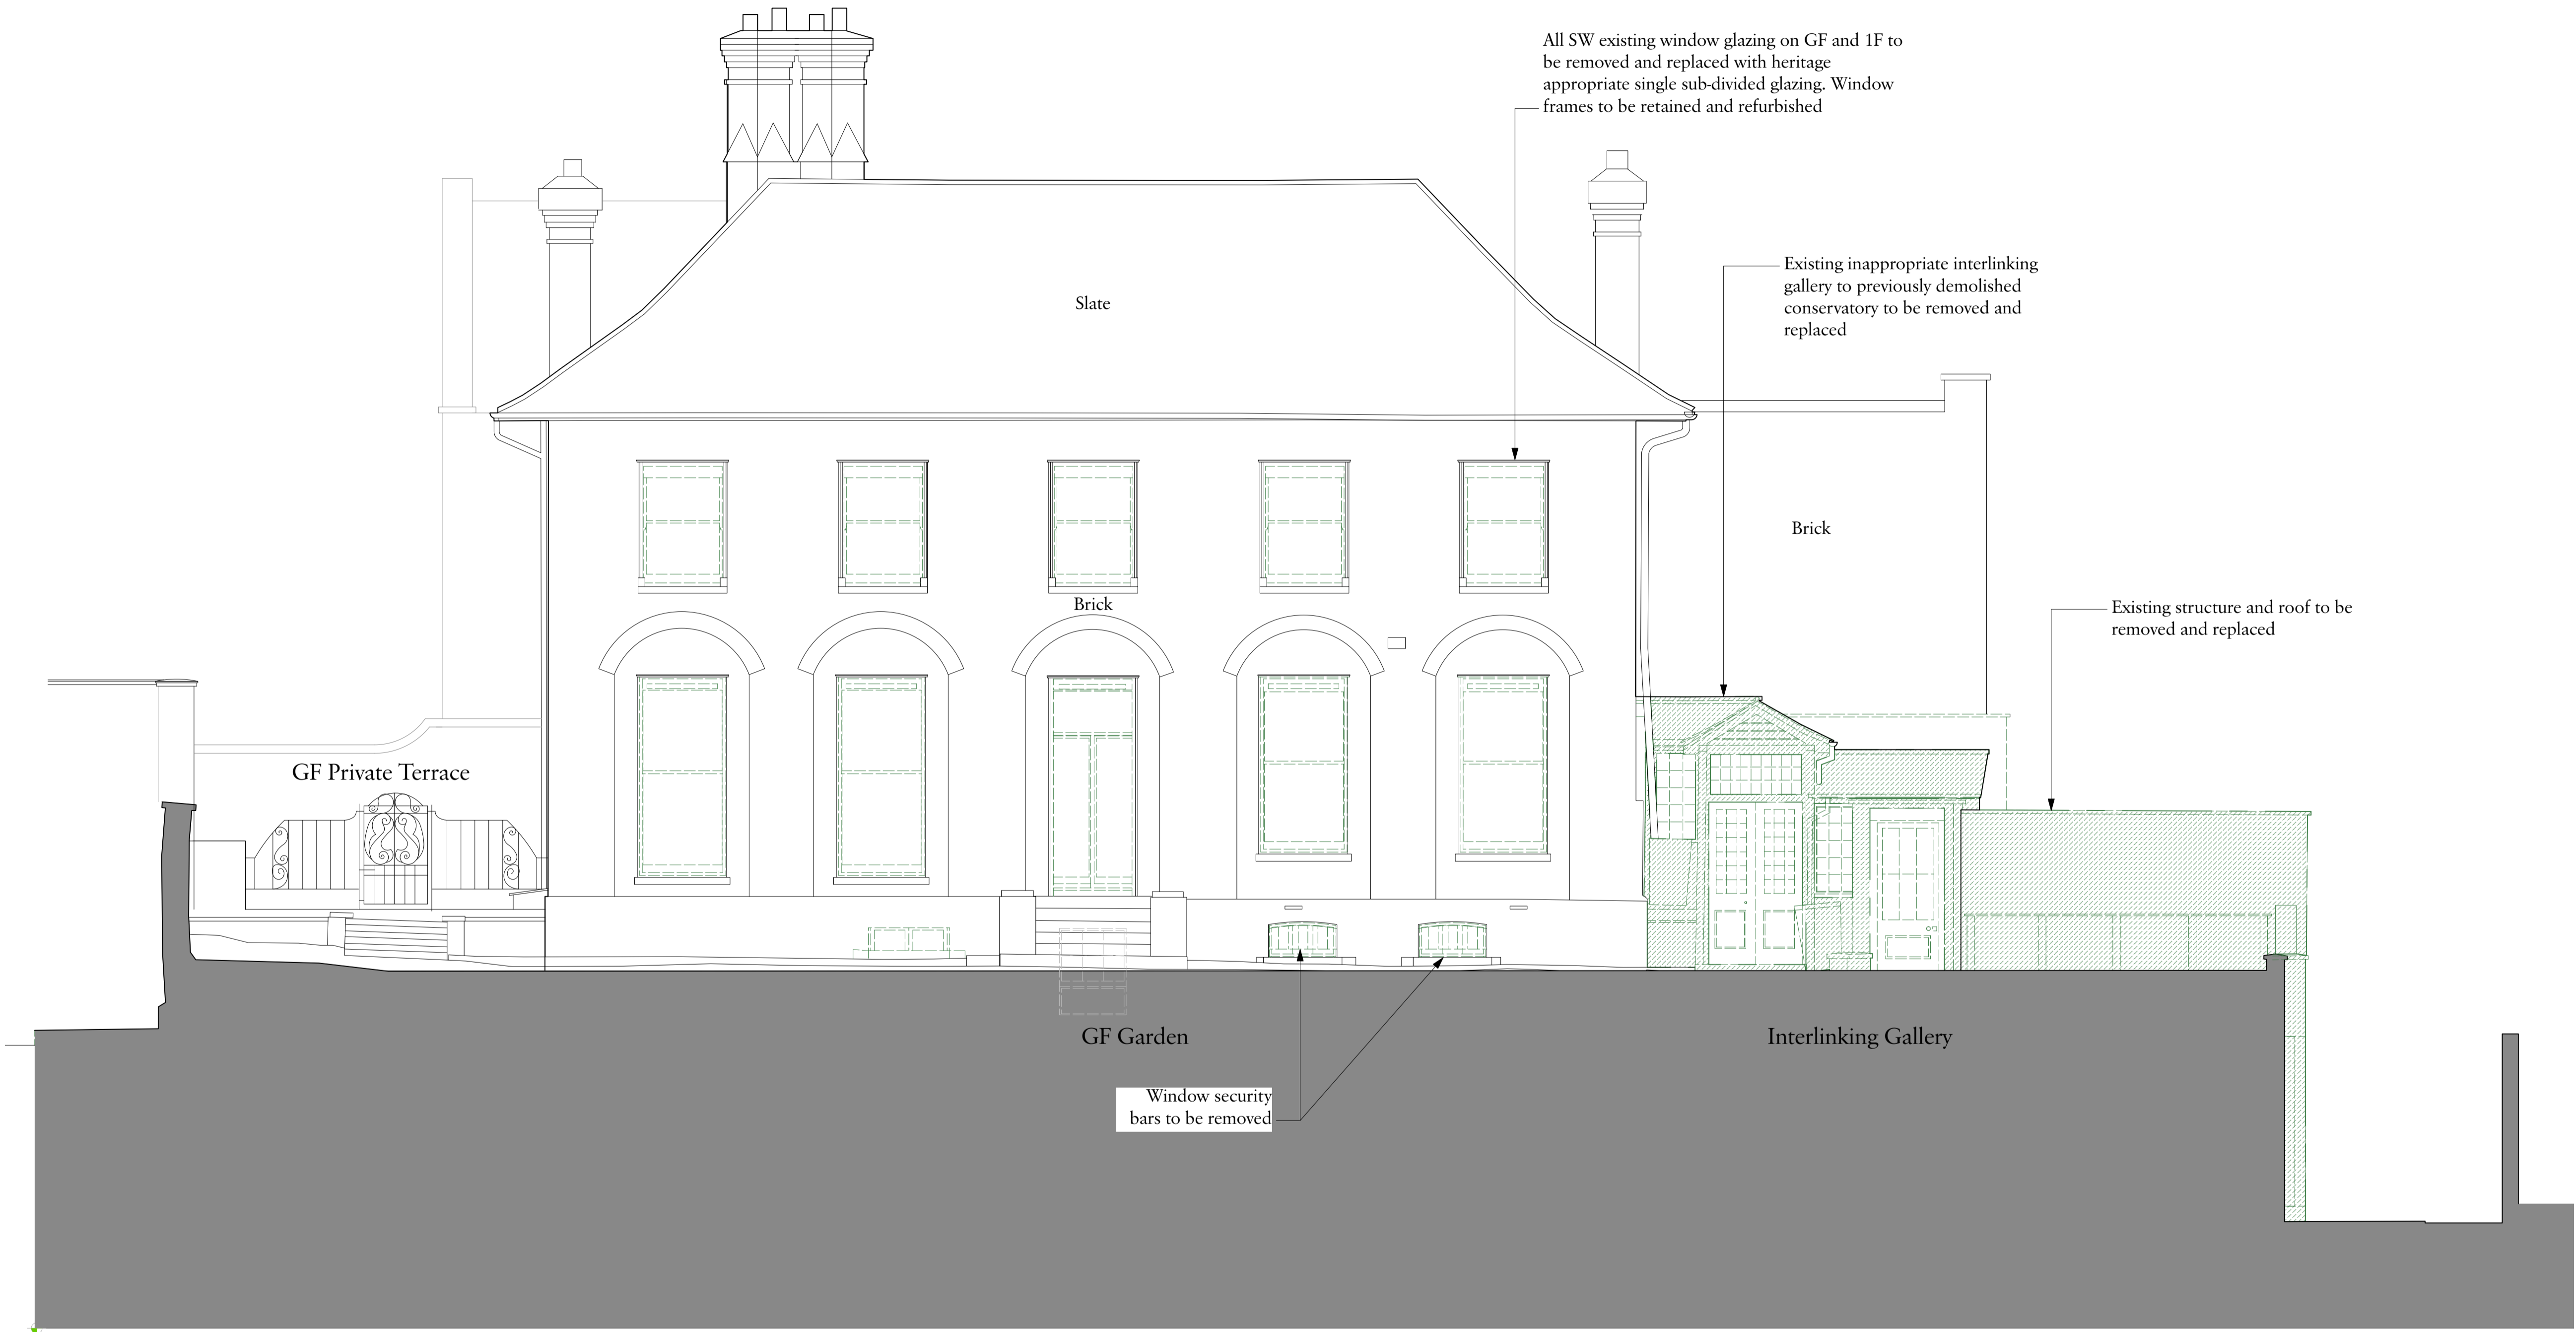 All SW existing window glazing on GF and 1F to
be removed and replaced with heritage
appropriate single sub-divided glazing. Window
frames to be retained and refurbished
Existing inappropriate interlinking
gallery to previously demolished
conservatory to be removed and
replaced
Slate
Brick
Brick
Existing structure and roof to be
removed and replaced
GF Private Terrace
GF Garden
Interlinking Gallery
Window security
bars to be removed